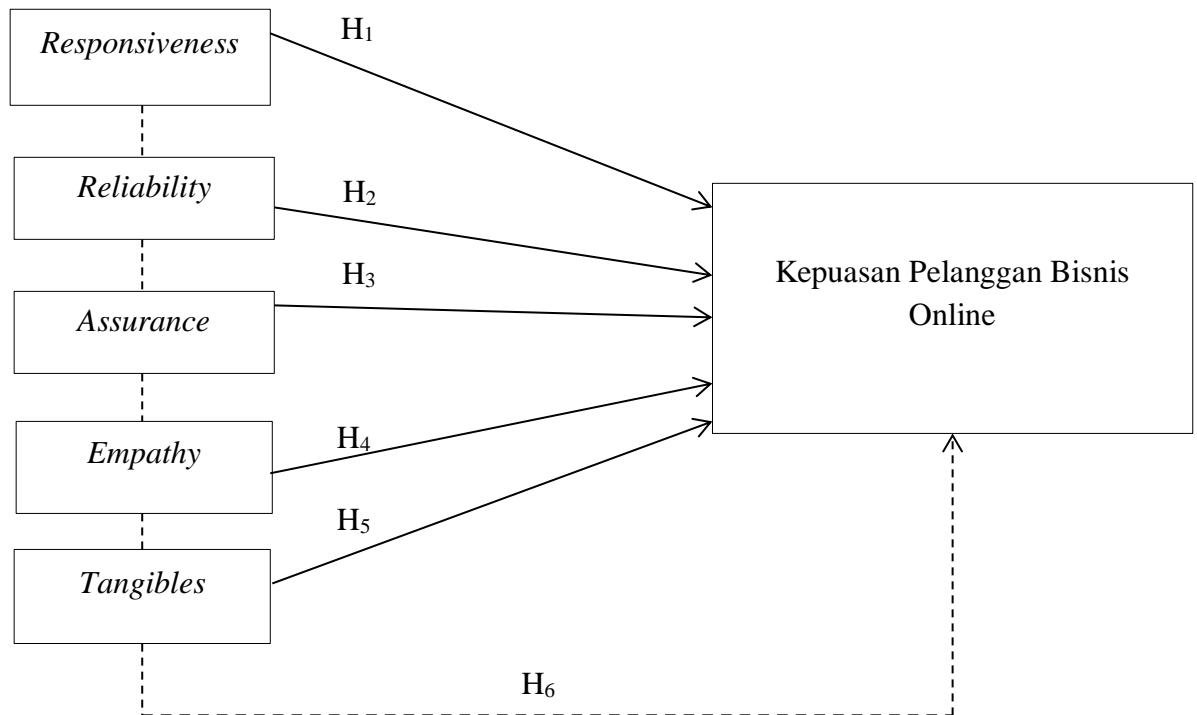 Responsiveness
H1
Reliability
H2
H3
Assurance
Kepuasan Pelanggan Bisnis
Online
Empathy
H4
H5
Tangibles
H6